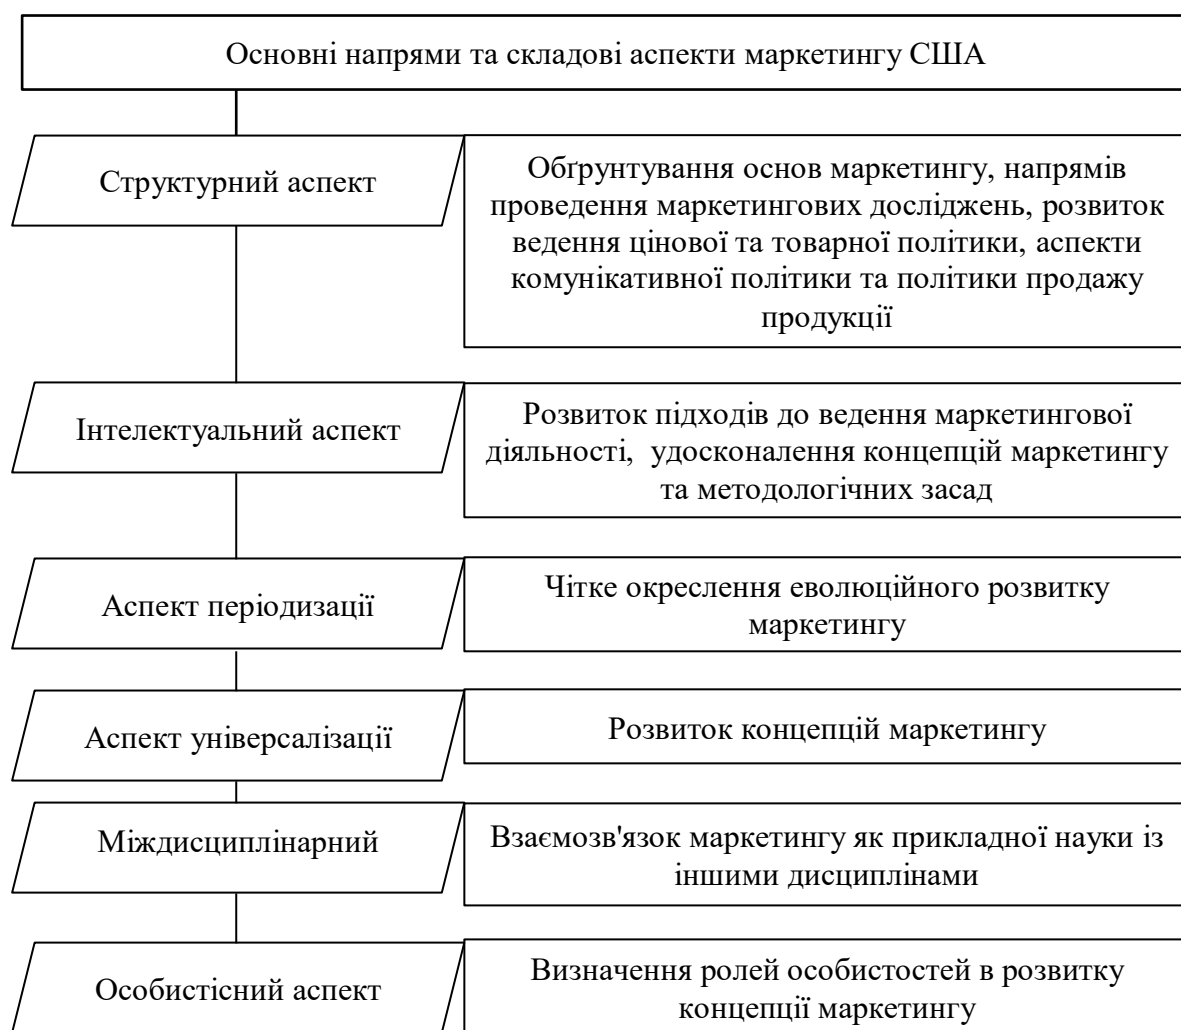 Основні напрями та складові аспекти маркетингу США
Структурний аспект
Обґрунтування основ маркетингу, напрямів
проведення маркетингових досліджень, розвиток
ведення цінової та товарної політики, аспекти
комунікативної політики та політики продажу
продукції
Інтелектуальний аспект
Розвиток підходів до ведення маркетингової
діяльності,  удосконалення концепцій маркетингу
та методологічних засад
Аспект періодизації
Чітке окреслення еволюційного розвитку
маркетингу
Аспект універсалізації
Розвиток концепцій маркетингу
Міждисциплінарний
Взаємозв'язок маркетингу як прикладної науки із
іншими дисциплінами
Особистісний аспект
Визначення ролей особистостей в розвитку
концепції маркетингу